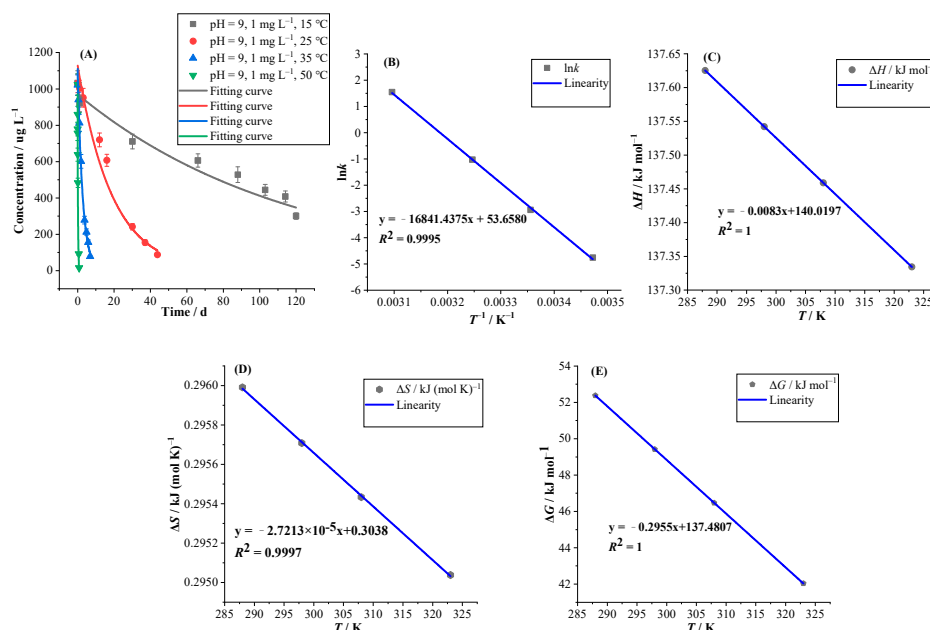 (A)
pH = 9, 1 mg L⁻¹, 15 ℃
pH = 9, 1 mg L⁻¹, 25 ℃
pH = 9, 1 mg L⁻¹, 35 ℃
pH = 9, 1 mg L⁻¹, 50 ℃
Fitting curve
Fitting curve
Fitting curve
Fitting curve
Concentration / ug L⁻¹
1200
1000
800
600
400
200
0
0 20 40 60 80 100 120
Time / d
(B)
lnk
Linearity
lnk
6
5
4
3
2
1
0
-1
-2
-3
-4
-5
-6
y = -16841.4375x + 53.6580
R² = 0.9995
0.0031 0.0032 0.0033 0.0034 0.0035
T⁻¹ / K⁻¹
(C)
ΔH / kJ mol⁻¹
Linearity
ΔH / kJ mol⁻¹
137.65
137.60
137.55
137.50
137.45
137.40
137.35
137.30
y = -0.0083x+140.0197
R² = 1
285 290 295 300 305 310 315 320 325
T / K
(D)
ΔS / kJ (mol K)⁻¹
Linearity
ΔS / kJ (mol K)⁻¹
0.2960
0.2958
0.2956
0.2954
0.2952
0.2950
y = -2.7213×10⁻⁵x+0.3038
R² = 0.9997
285 290 295 300 305 310 315 320 325
T / K
(E)
ΔG / kJ mol⁻¹
Linearity
ΔG / kJ mol⁻¹
54
52
50
48
46
44
42
y = -0.2955x+137.4807
R² = 1
285 290 295 300 305 310 315 320 325
T / K